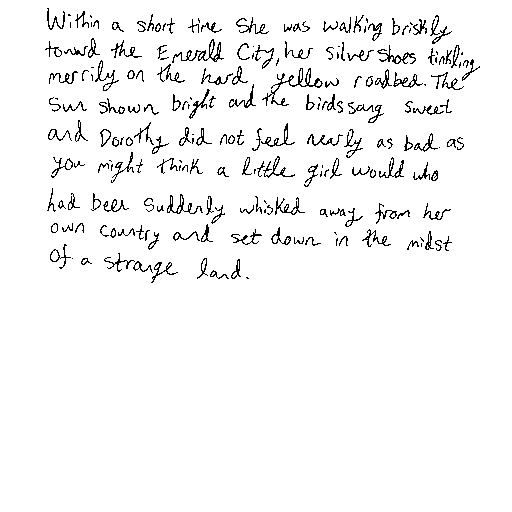 Within a short time she was walking briskly
toward the Emerald City, her silver shoes tinkling
merrily on the hard, yellow roadbed. The
sun shown bright and the birds sang sweet
and Dorothy did not feel nearly as bad as
you might think a little girl would who
had been suddenly whisked away from her
own country and set down in the midst
of a strange land.